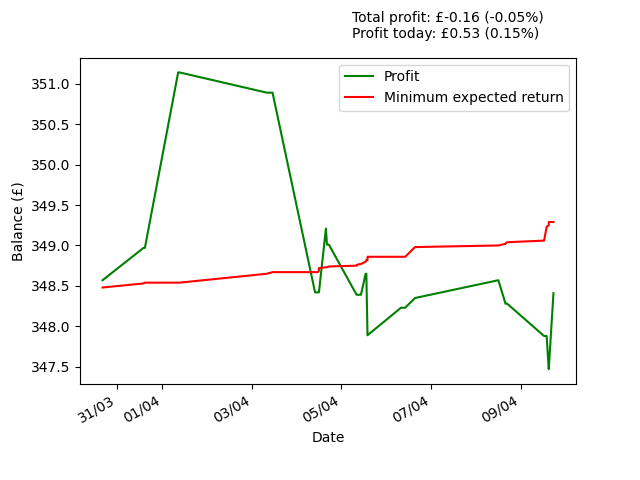 Total profit: £-0.16 (-0.05%)
Profit today: £0.53 (0.15%)
Profit
Minimum expected return
351.0
350.5
350.0
349.5
349.0
348.5
348.0
347.5
Balance (£)
31/03
01/04
03/04
05/04
07/04
09/04
Date